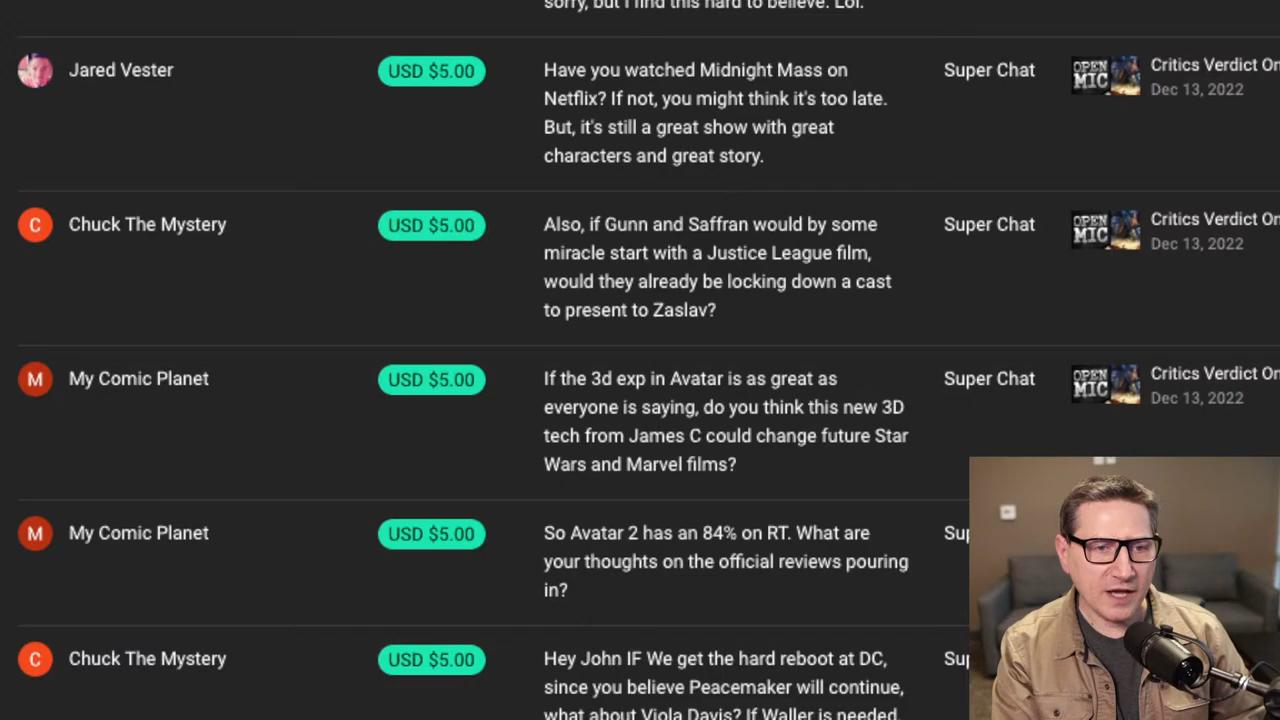 sorry, but I find this hard to believe. Lol.
Jared Vester
USD $5.00
Have you watched Midnight Mass on
Netflix? If not, you might think it's too late.
But, it's still a great show with great
characters and great story.
Super Chat
OPEN
MIC
Critics Verdict On
Dec 13, 2022
C
Chuck The Mystery
USD $5.00
Also, if Gunn and Saffran would by some
miracle start with a Justice League film,
would they already be locking down a cast
to present to Zaslav?
Super Chat
OPEN
MIC
Critics Verdict On
Dec 13, 2022
M
My Comic Planet
USD $5.00
If the 3d exp in Avatar is as great as
everyone is saying, do you think this new 3D
tech from James C could change future Star
Wars and Marvel films?
Super Chat
OPEN
MIC
Critics Verdict On
Dec 13, 2022
M
My Comic Planet
USD $5.00
So Avatar 2 has an 84% on RT. What are
your thoughts on the official reviews pouring
in?
Sup
C
Chuck The Mystery
USD $5.00
Hey John IF We get the hard reboot at DC,
since you believe Peacemaker will continue,
what about Viola Davis? If Waller is needed,
Sup